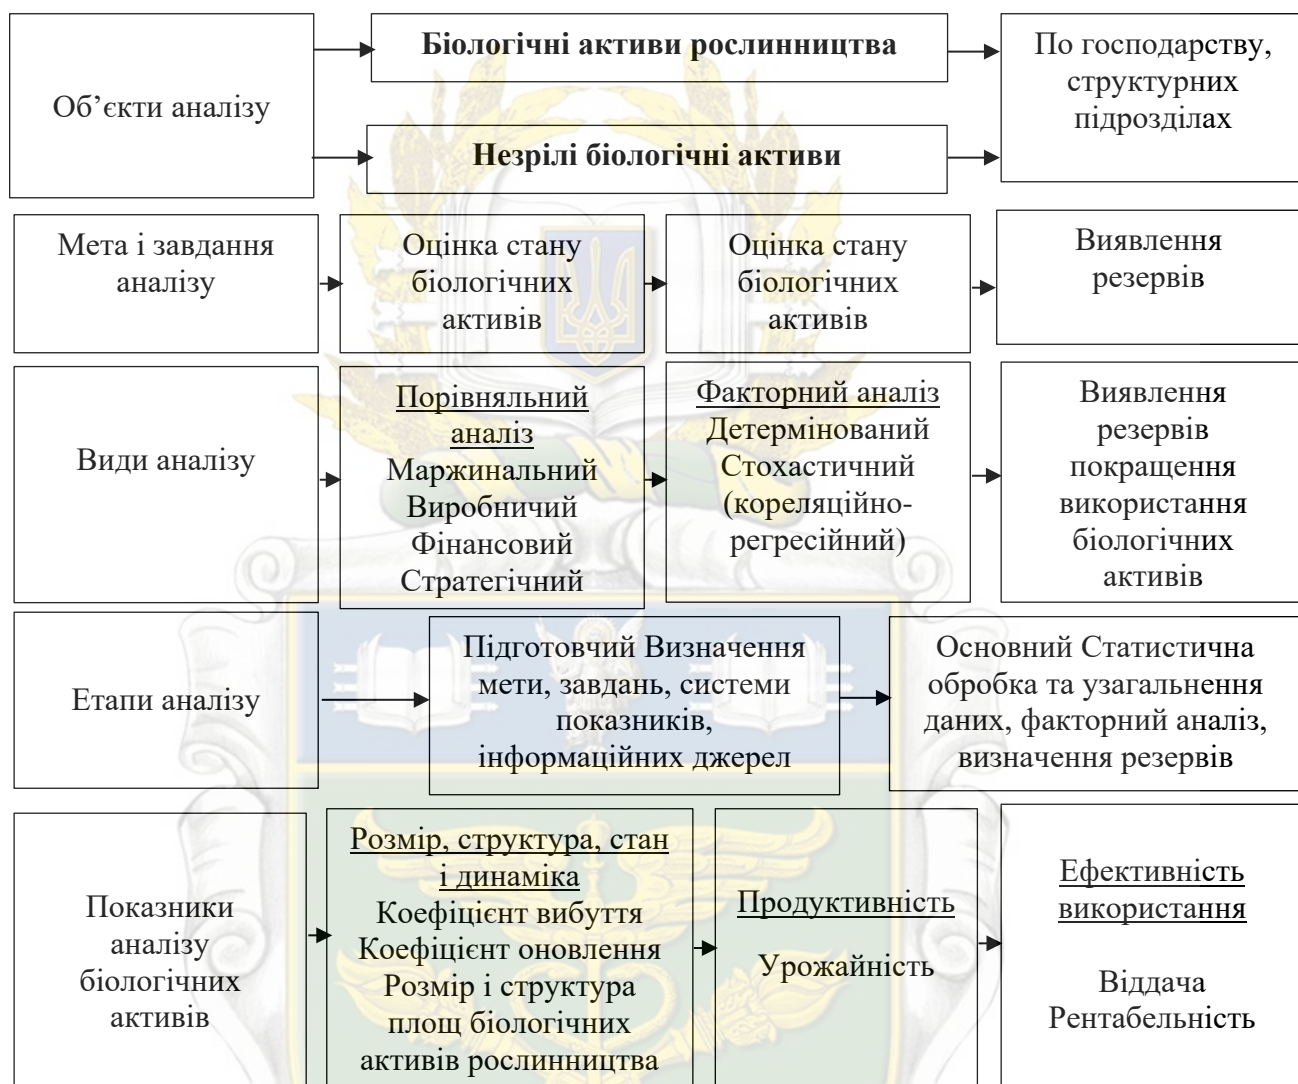 Об’єкти аналізу
Біологічні активи рослинництва
Незрілі біологічні активи
По господарству,
структурних
підрозділах
Мета і завдання
аналізу
Оцінка стану
біологічних
активів
Оцінка стану
біологічних
активів
Виявлення
резервів
Види аналізу
Порівняльний
аналіз
Маржинальний
Виробничий
Фінансовий
Стратегічний
Факторний аналіз
Детермінований
Стохастичний
(кореляційно-
регресійний)
Виявлення
резервів
покращення
використання
біологічних
активів
Етапи аналізу
Підготовчий Визначення
мети, завдань, системи
показників,
інформаційних джерел
Основний Статистична
обробка та узагальнення
даних, факторний аналіз,
визначення резервів
Показники
аналізу
біологічних
активів
Розмір, структура, стан
і динаміка
Коефіцієнт вибуття
Коефіцієнт оновлення
Розмір і структура
площ біологічних
активів рослинництва
Продуктивність
Урожайність
Ефективність
використання
Віддача
Рентабельність